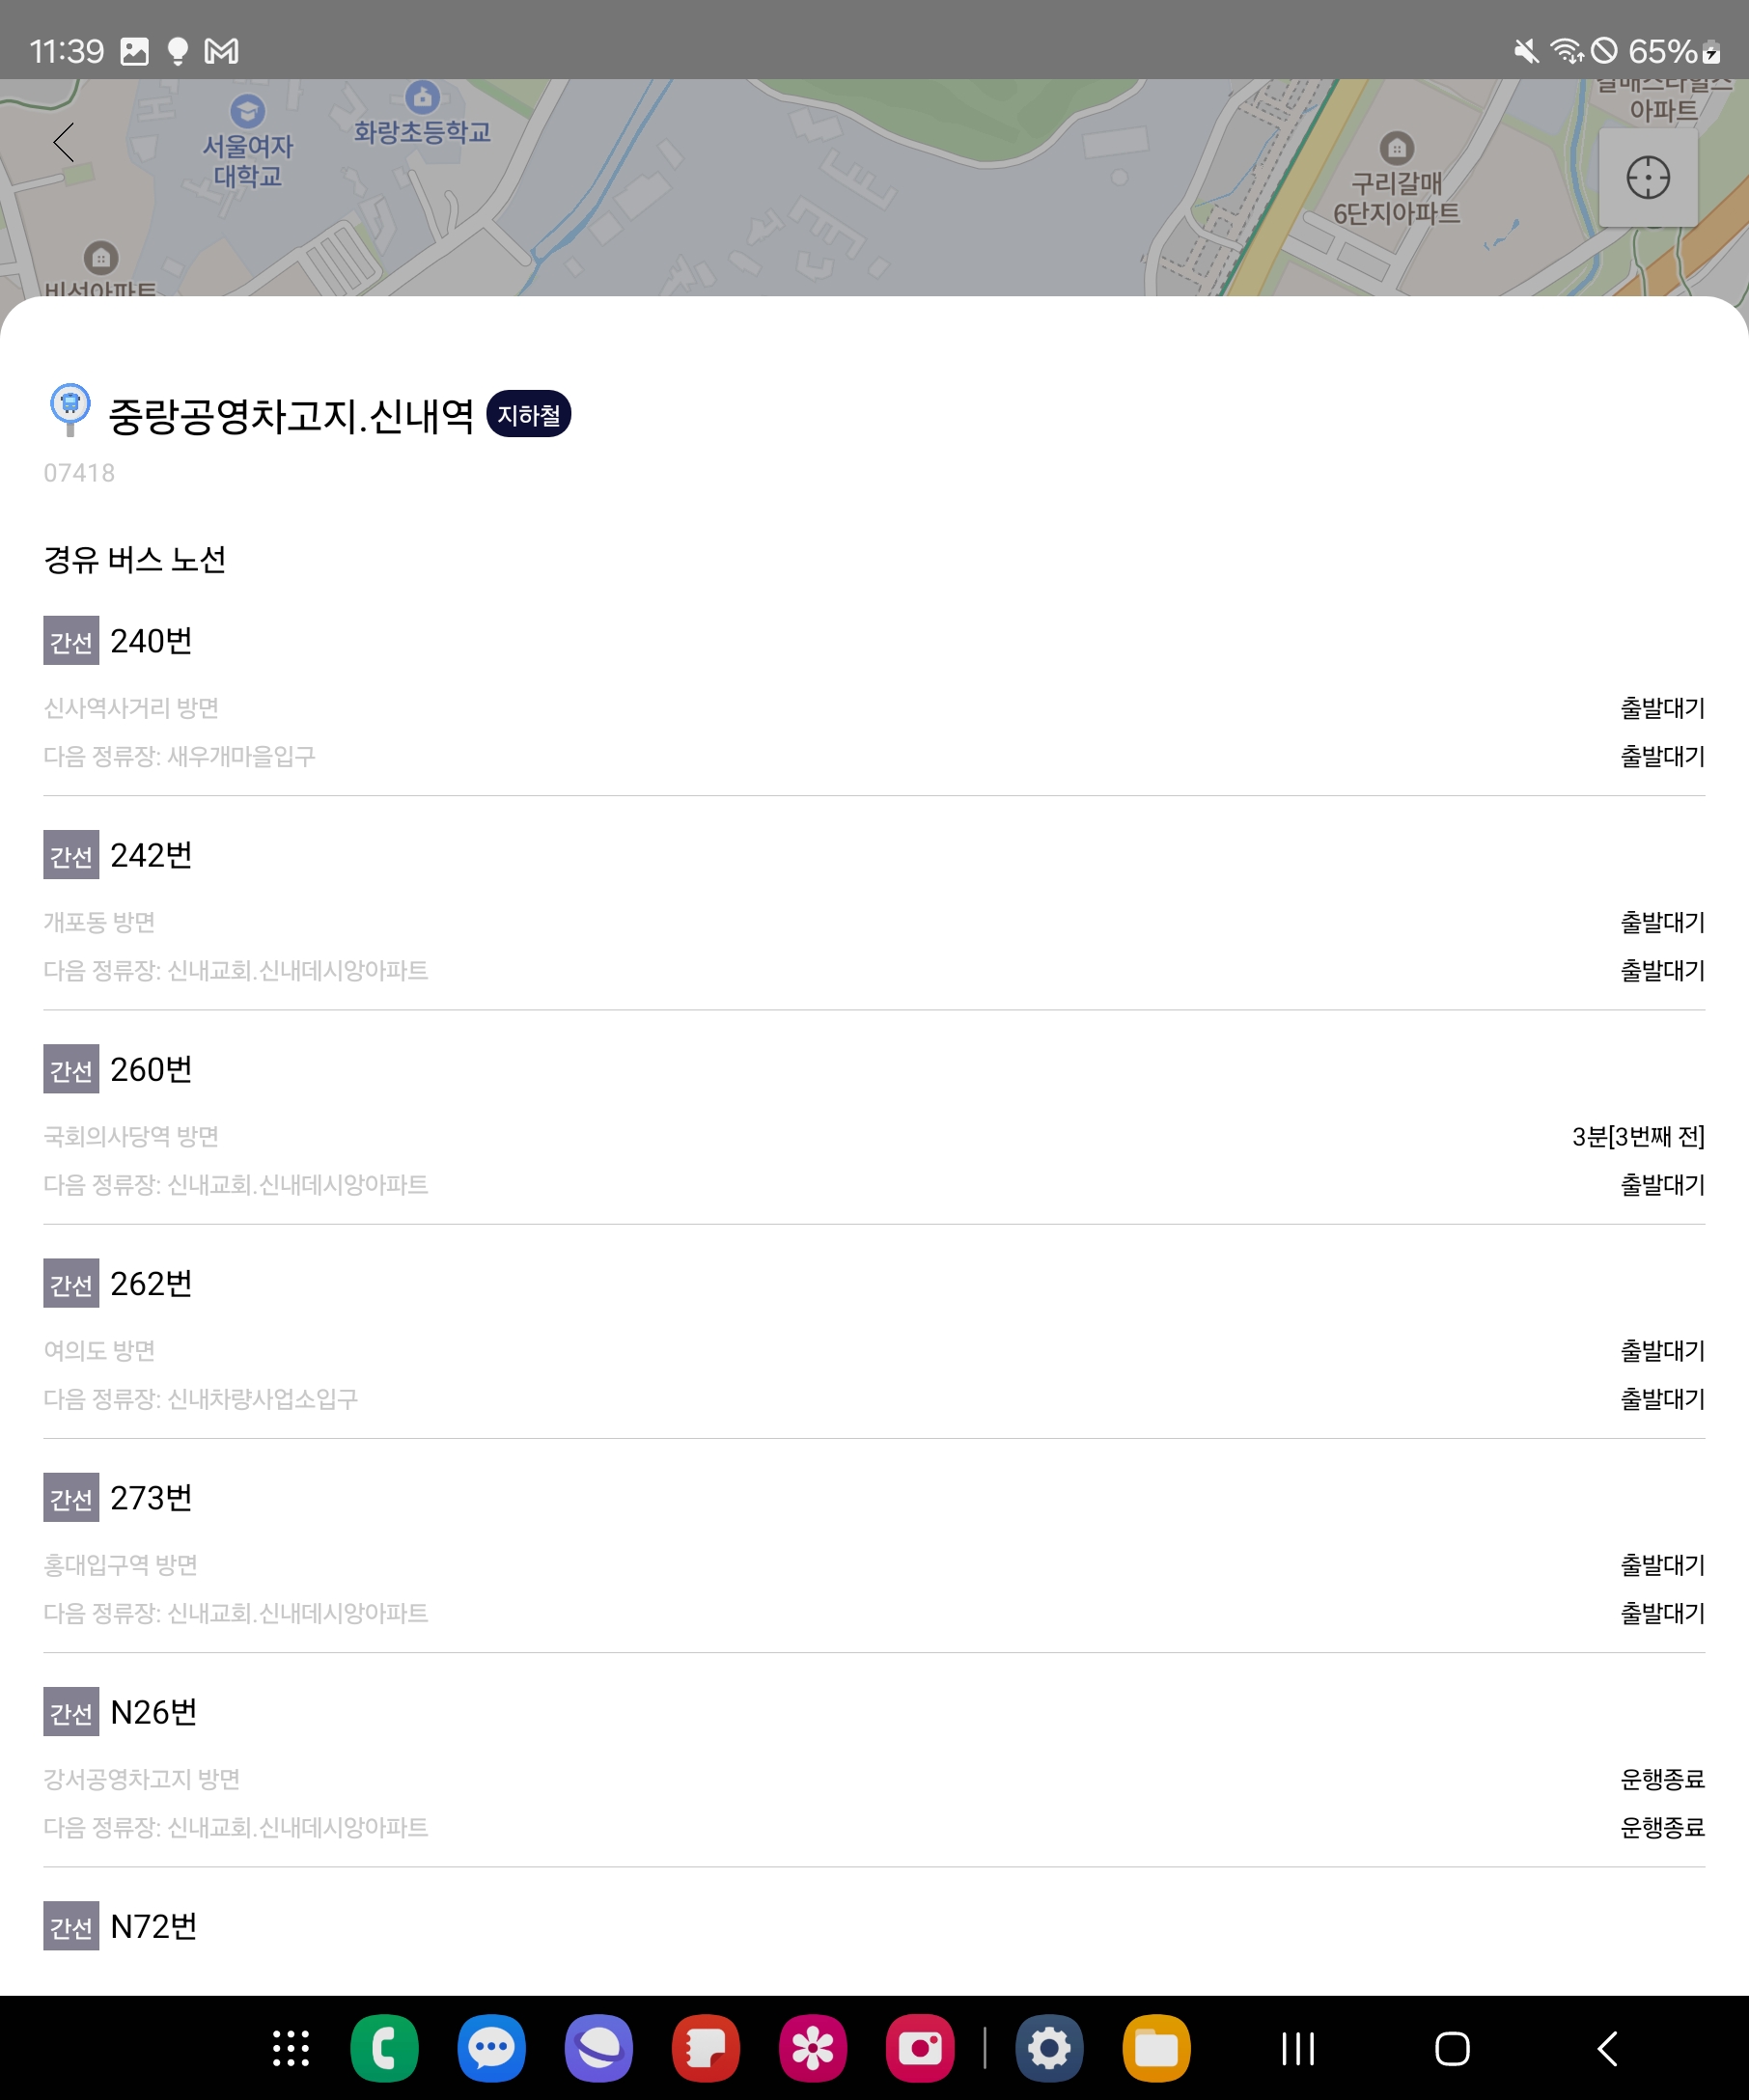 11:39
65%
서울여자
대학교
화랑초등학교
아파트
구리갈매
6단지아파트
비선아파트
중랑공영차고지.신내역 지하철
07418
경유 버스 노선
간선 240번
신사역사거리 방면 출발대기
다음 정류장: 새우개마을입구 출발대기
간선 242번
개포동 방면 출발대기
다음 정류장: 신내교회.신내데시앙아파트 출발대기
간선 260번
국회의사당역 방면 3분[3번째 전]
다음 정류장: 신내교회.신내데시앙아파트 출발대기
간선 262번
여의도 방면 출발대기
다음 정류장: 신내차량사업소입구 출발대기
간선 273번
홍대입구역 방면 출발대기
다음 정류장: 신내교회.신내데시앙아파트 출발대기
간선 N26번
강서공영차고지 방면 운행종료
다음 정류장: 신내교회.신내데시앙아파트 운행종료
간선 N72번